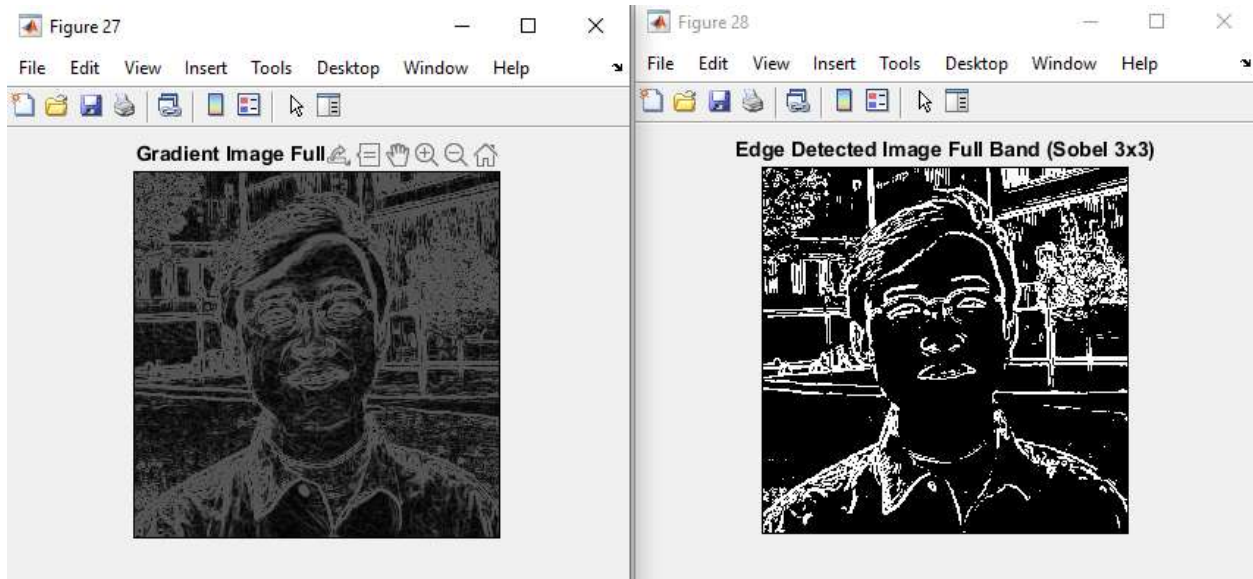 Figure 27
File Edit View Insert Tools Desktop Window Help
Gradient Image Full
Figure 28
File Edit View Insert Tools Desktop Window Help
Edge Detected Image Full Band (Sobel 3x3)